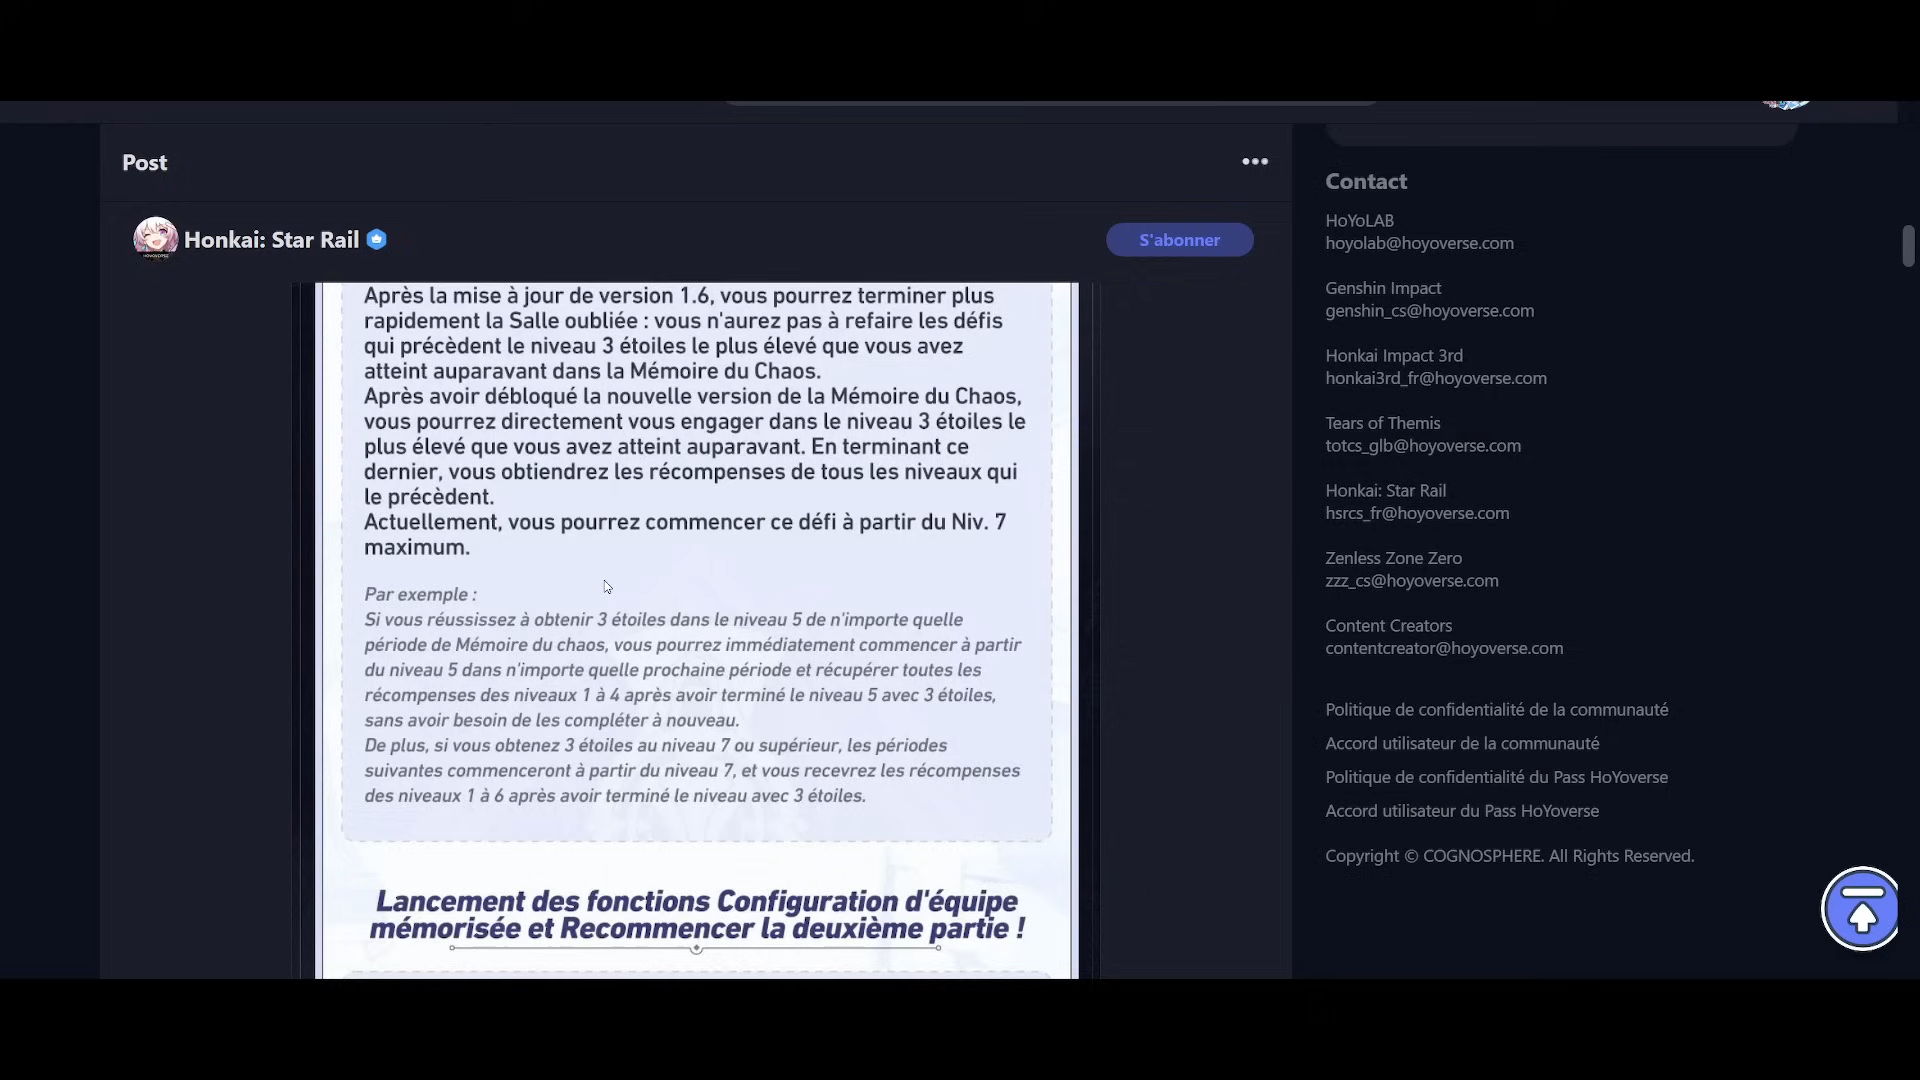 Post
Honkai: Star Rail
S'abonner
Après la mise à jour de version 1.6, vous pourrez terminer plus
rapidement la Salle oubliée : vous n'aurez pas à refaire les défis
qui précèdent le niveau 3 étoiles le plus élevé que vous avez
atteint auparavant dans la Mémoire du Chaos.
Après avoir débloqué la nouvelle version de la Mémoire du Chaos,
vous pourrez directement vous engager dans le niveau 3 étoiles le
plus élevé que vous avez atteint auparavant. En terminant ce
dernier, vous obtiendrez les récompenses de tous les niveaux qui
le précèdent.
Actuellement, vous pourrez commencer ce défi à partir du Niv. 7
maximum.
Par exemple :
Si vous réussissez à obtenir 3 étoiles dans le niveau 5 de n'importe quelle
période de Mémoire du chaos, vous pourrez immédiatement commencer à partir
du niveau 5 dans n'importe quelle prochaine période et récupérer toutes les
récompenses des niveaux 1 à 4 après avoir terminé le niveau 5 avec 3 étoiles,
sans avoir besoin de les compléter à nouveau.
De plus, si vous obtenez 3 étoiles au niveau 7 ou supérieur, les périodes
suivantes commenceront à partir du niveau 7, et vous recevrez les récompenses
des niveaux 1 à 6 après avoir terminé le niveau avec 3 étoiles.
Lancement des fonctions Configuration d'équipe
mémorisée et Recommencer la deuxième partie !
Contact
HoYoLAB
hoyolab@hoyoverse.com
Genshin Impact
genshin_cs@hoyoverse.com
Honkai Impact 3rd
honkai3rd_fr@hoyoverse.com
Tears of Themis
totcs_glb@hoyoverse.com
Honkai: Star Rail
hsrcs_fr@hoyoverse.com
Zenless Zone Zero
zzz_cs@hoyoverse.com
Content Creators
contentcreator@hoyoverse.com
Politique de confidentialité de la communauté
Accord utilisateur de la communauté
Politique de confidentialité du Pass HoYoverse
Accord utilisateur du Pass HoYoverse
Copyright © COGNOSPHERE. All Rights Reserved.